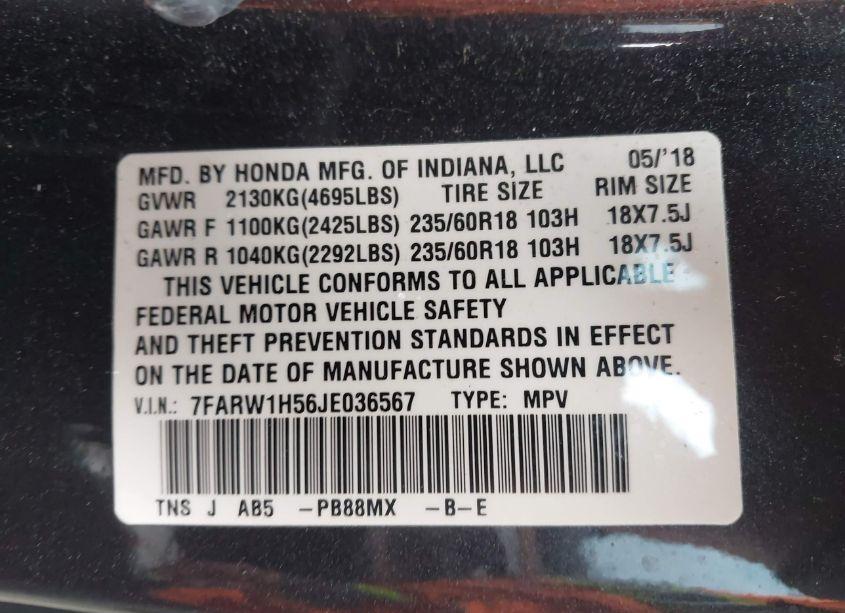 MFD. BY HONDA MFG. OF INDIANA, LLC 05/'18
GVWR 2130KG(4695LBS) TIRE SIZE RIM SIZE
GAWR F 1100KG(2425LBS) 235/60R18 103H 18X7.5J
GAWR R 1040KG(2292LBS) 235/60R18 103H 18X7.5J
THIS VEHICLE CONFORMS TO ALL APPLICABLE
FEDERAL MOTOR VEHICLE SAFETY
AND THEFT PREVENTION STANDARDS IN EFFECT
ON THE DATE OF MANUFACTURE SHOWN ABOVE.
V.I.N.: 7FARW1H56JE036567 TYPE: MPV
TNS J AB5 -PB88MX -B-E